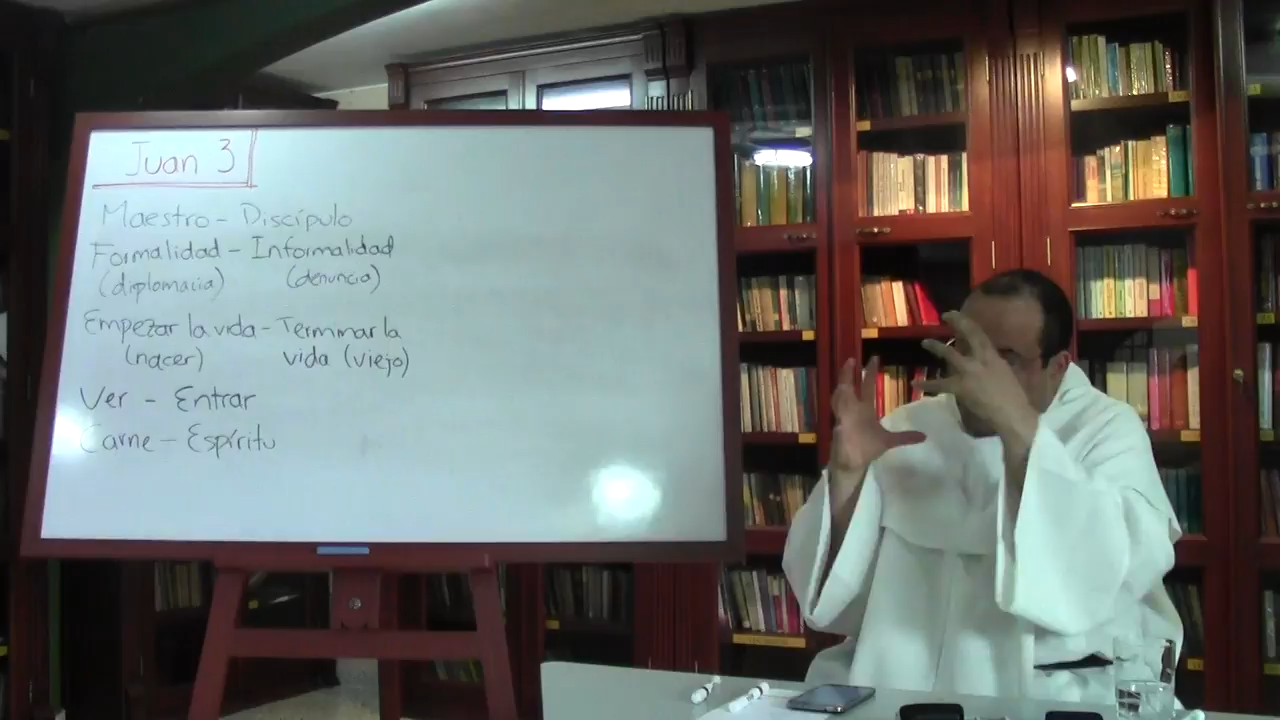 Juan 3
Maestro - Discípulo
Formalidad - Informalidad
(diplomacia) (denuncia)
Empezar la vida - Terminar la
(nacer) vida (viejo)
Ver - Entrar
Carne - Espíritu